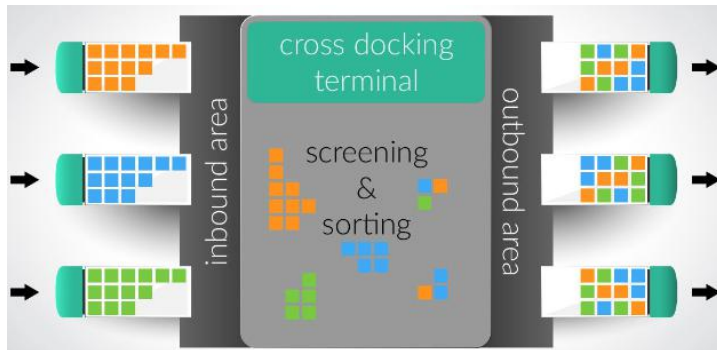 cross docking
terminal
inbound area
screening
&
sorting
outbound area